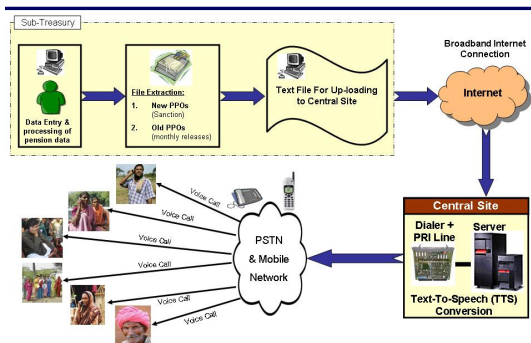 Sub-Treasury
Data Entry &
processing of
pension data
File Extraction:
1. New PPOs
(Sanction)
2. Old PPOs
(monthly releases)
Text File For Up-loading
to Central Site
Broadband Internet
Connection
Internet
Central Site
Dialer +
PRI Line
Server
Text-To-Speech (TTS)
Conversion
PSTN
& Mobile
Network
Voice Call
Voice Call
Voice Call
Voice Call
Voice Call
Voice Call